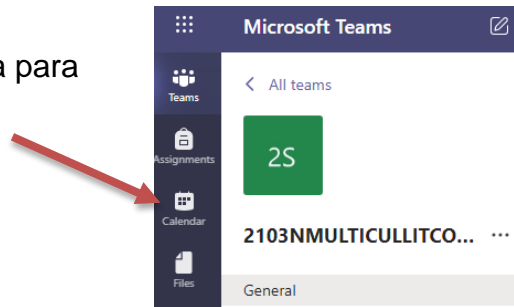 Microsoft Teams
para
Teams
All teams
Assignments
2S
Calendar
2103NMULTICULLITCO...
Files
General